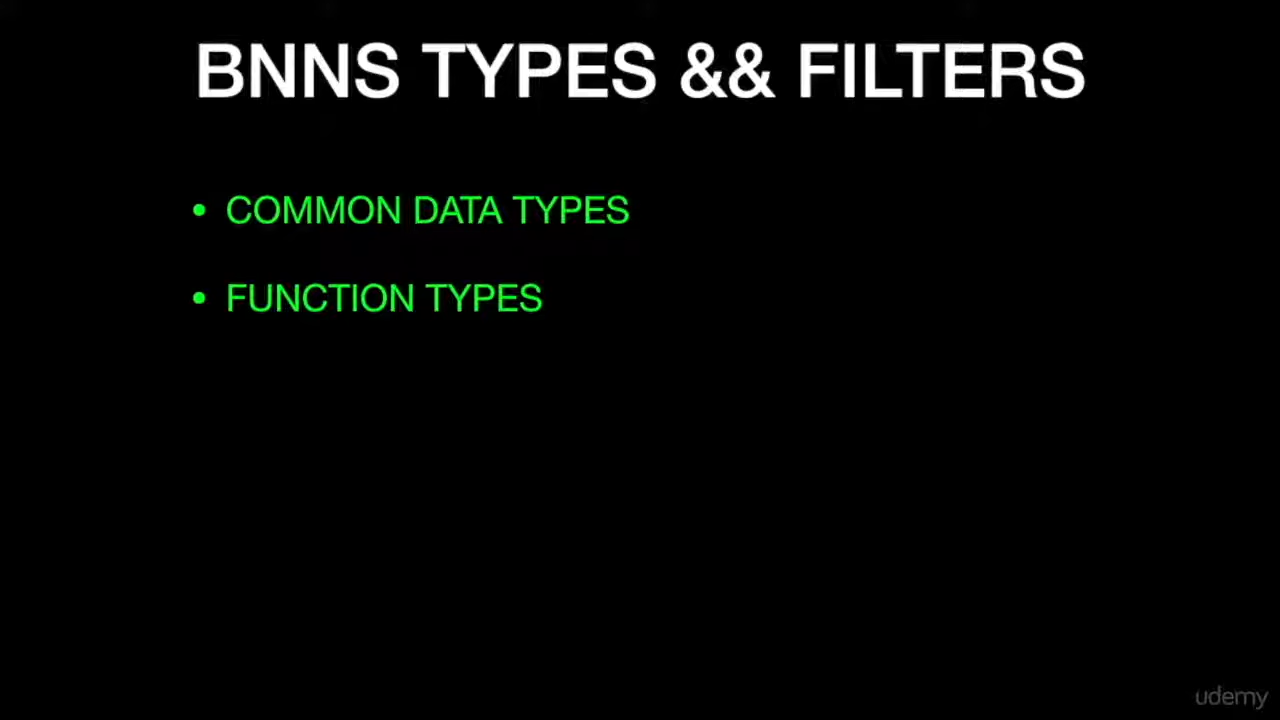 BNNS TYPES && FILTERS
• COMMON DATA TYPES
• FUNCTION TYPES
udemy